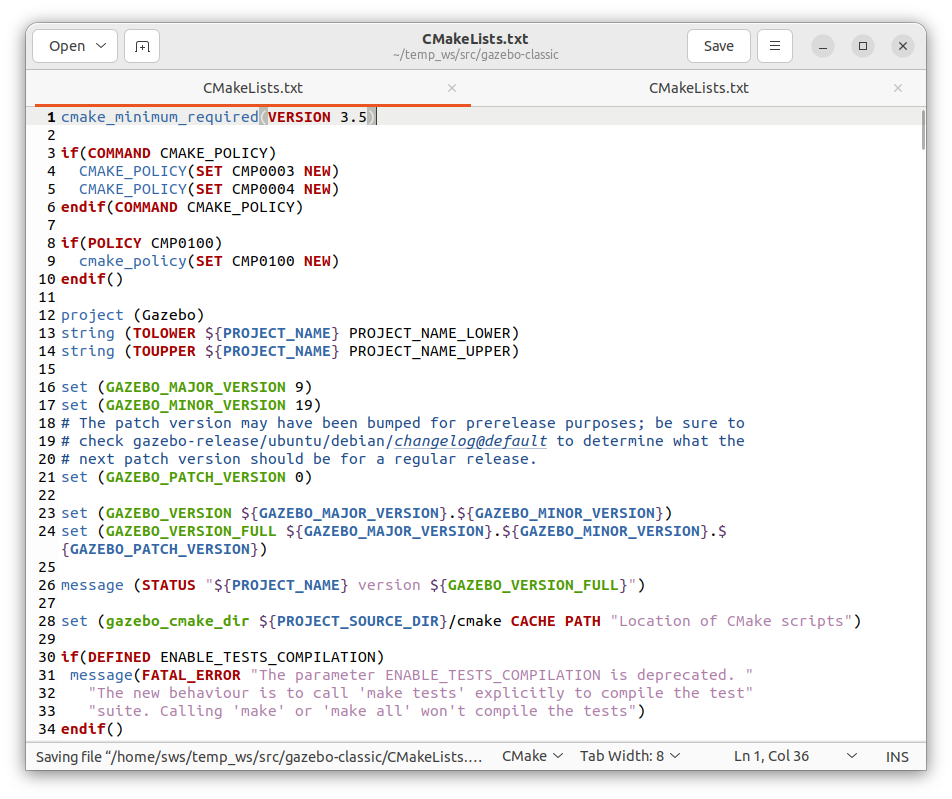 Open
CMakeLists.txt
~/temp_ws/src/gazebo-classic
Save
CMakeLists.txt
CMakeLists.txt
1 cmake_minimum_required(VERSION 3.5)
2
3 if(COMMAND CMAKE_POLICY)
4   CMAKE_POLICY(SET CMP0003 NEW)
5   CMAKE_POLICY(SET CMP0004 NEW)
6 endif(COMMAND CMAKE_POLICY)
7
8 if(POLICY CMP0100)
9   cmake_policy(SET CMP0100 NEW)
10 endif()
11
12 project (Gazebo)
13 string (TOLOWER ${PROJECT_NAME} PROJECT_NAME_LOWER)
14 string (TOUPPER ${PROJECT_NAME} PROJECT_NAME_UPPER)
15
16 set (GAZEBO_MAJOR_VERSION 9)
17 set (GAZEBO_MINOR_VERSION 19)
18 # The patch version may have been bumped for prerelease purposes; be sure to
19 # check gazebo-release/ubuntu/debian/changelog@default to determine what the
20 # next patch version should be for a regular release.
21 set (GAZEBO_PATCH_VERSION 0)
22
23 set (GAZEBO_VERSION ${GAZEBO_MAJOR_VERSION}.${GAZEBO_MINOR_VERSION})
24 set (GAZEBO_VERSION_FULL ${GAZEBO_MAJOR_VERSION}.${GAZEBO_MINOR_VERSION}.$
{GAZEBO_PATCH_VERSION})
25
26 message (STATUS "${PROJECT_NAME} version ${GAZEBO_VERSION_FULL}")
27
28 set (gazebo_cmake_dir ${PROJECT_SOURCE_DIR}/cmake CACHE PATH "Location of CMake scripts")
29
30 if(DEFINED ENABLE_TESTS_COMPILATION)
31  message(FATAL_ERROR "The parameter ENABLE_TESTS_COMPILATION is deprecated. "
32    "The new behaviour is to call 'make tests' explicitly to compile the test"
33    "suite. Calling 'make' or 'make all' won't compile the tests")
34 endif()
Saving file “/home/sws/temp_ws/src/gazebo-classic/CMakeLists.…
CMake
Tab Width: 8
Ln 1, Col 36
INS